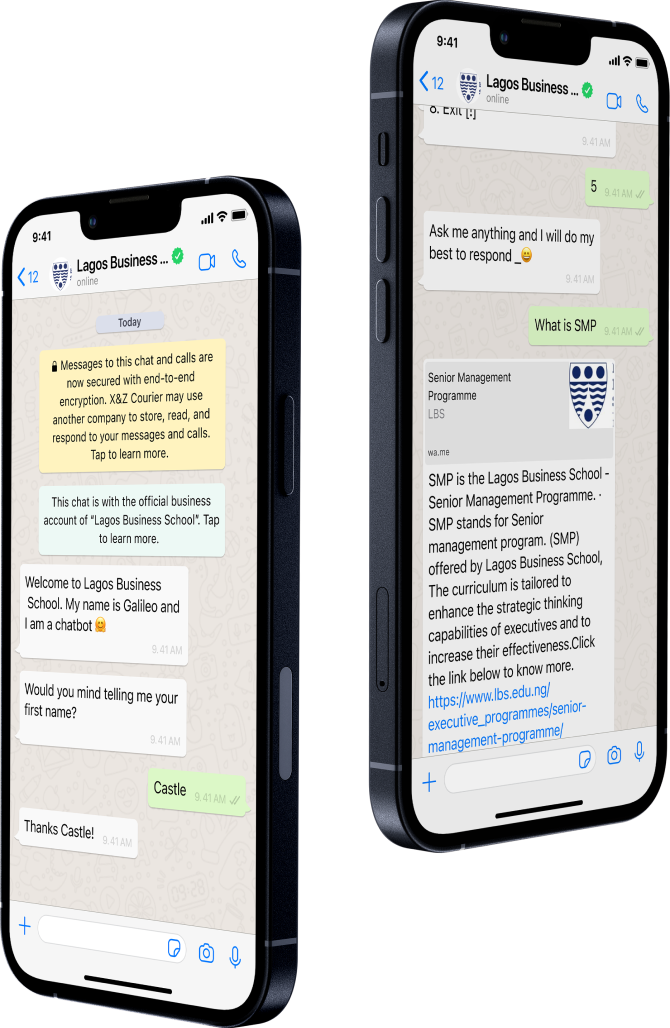 9:41
12
Lagos Business ...
online
Today
Messages to this chat and calls are
now secured with end-to-end
encryption. X&Z Courier may use
another company to store, read, and
respond to your messages and calls.
Tap to learn more.
This chat is with the official business
account of “Lagos Business School”. Tap
to learn more.
Welcome to Lagos Business
School. My name is Galileo and
I am a chatbot 🤗
9:41 AM
Would you mind telling me your
first name?
9:41 AM
Castle
9:41 AM
Thanks Castle!
9:41 AM
9:41
12
Lagos Business ...
online
8. Exit [:]
9:41 AM
5
9:41 AM
Ask me anything and I will do my
best to respond _😄
9:41 AM
What is SMP
9:41 AM
Senior Management
Programme
LBS
wa.me
SMP is the Lagos Business School -
Senior Management Programme. ·
SMP stands for Senior
management program. (SMP)
offered by Lagos Business School,
The curriculum is tailored to
enhance the strategic thinking
capabilities of executives and to
increase their effectiveness.Click
the link below to know more.
https://www.lbs.edu.ng/
executive_programmes/senior-
management-programme/